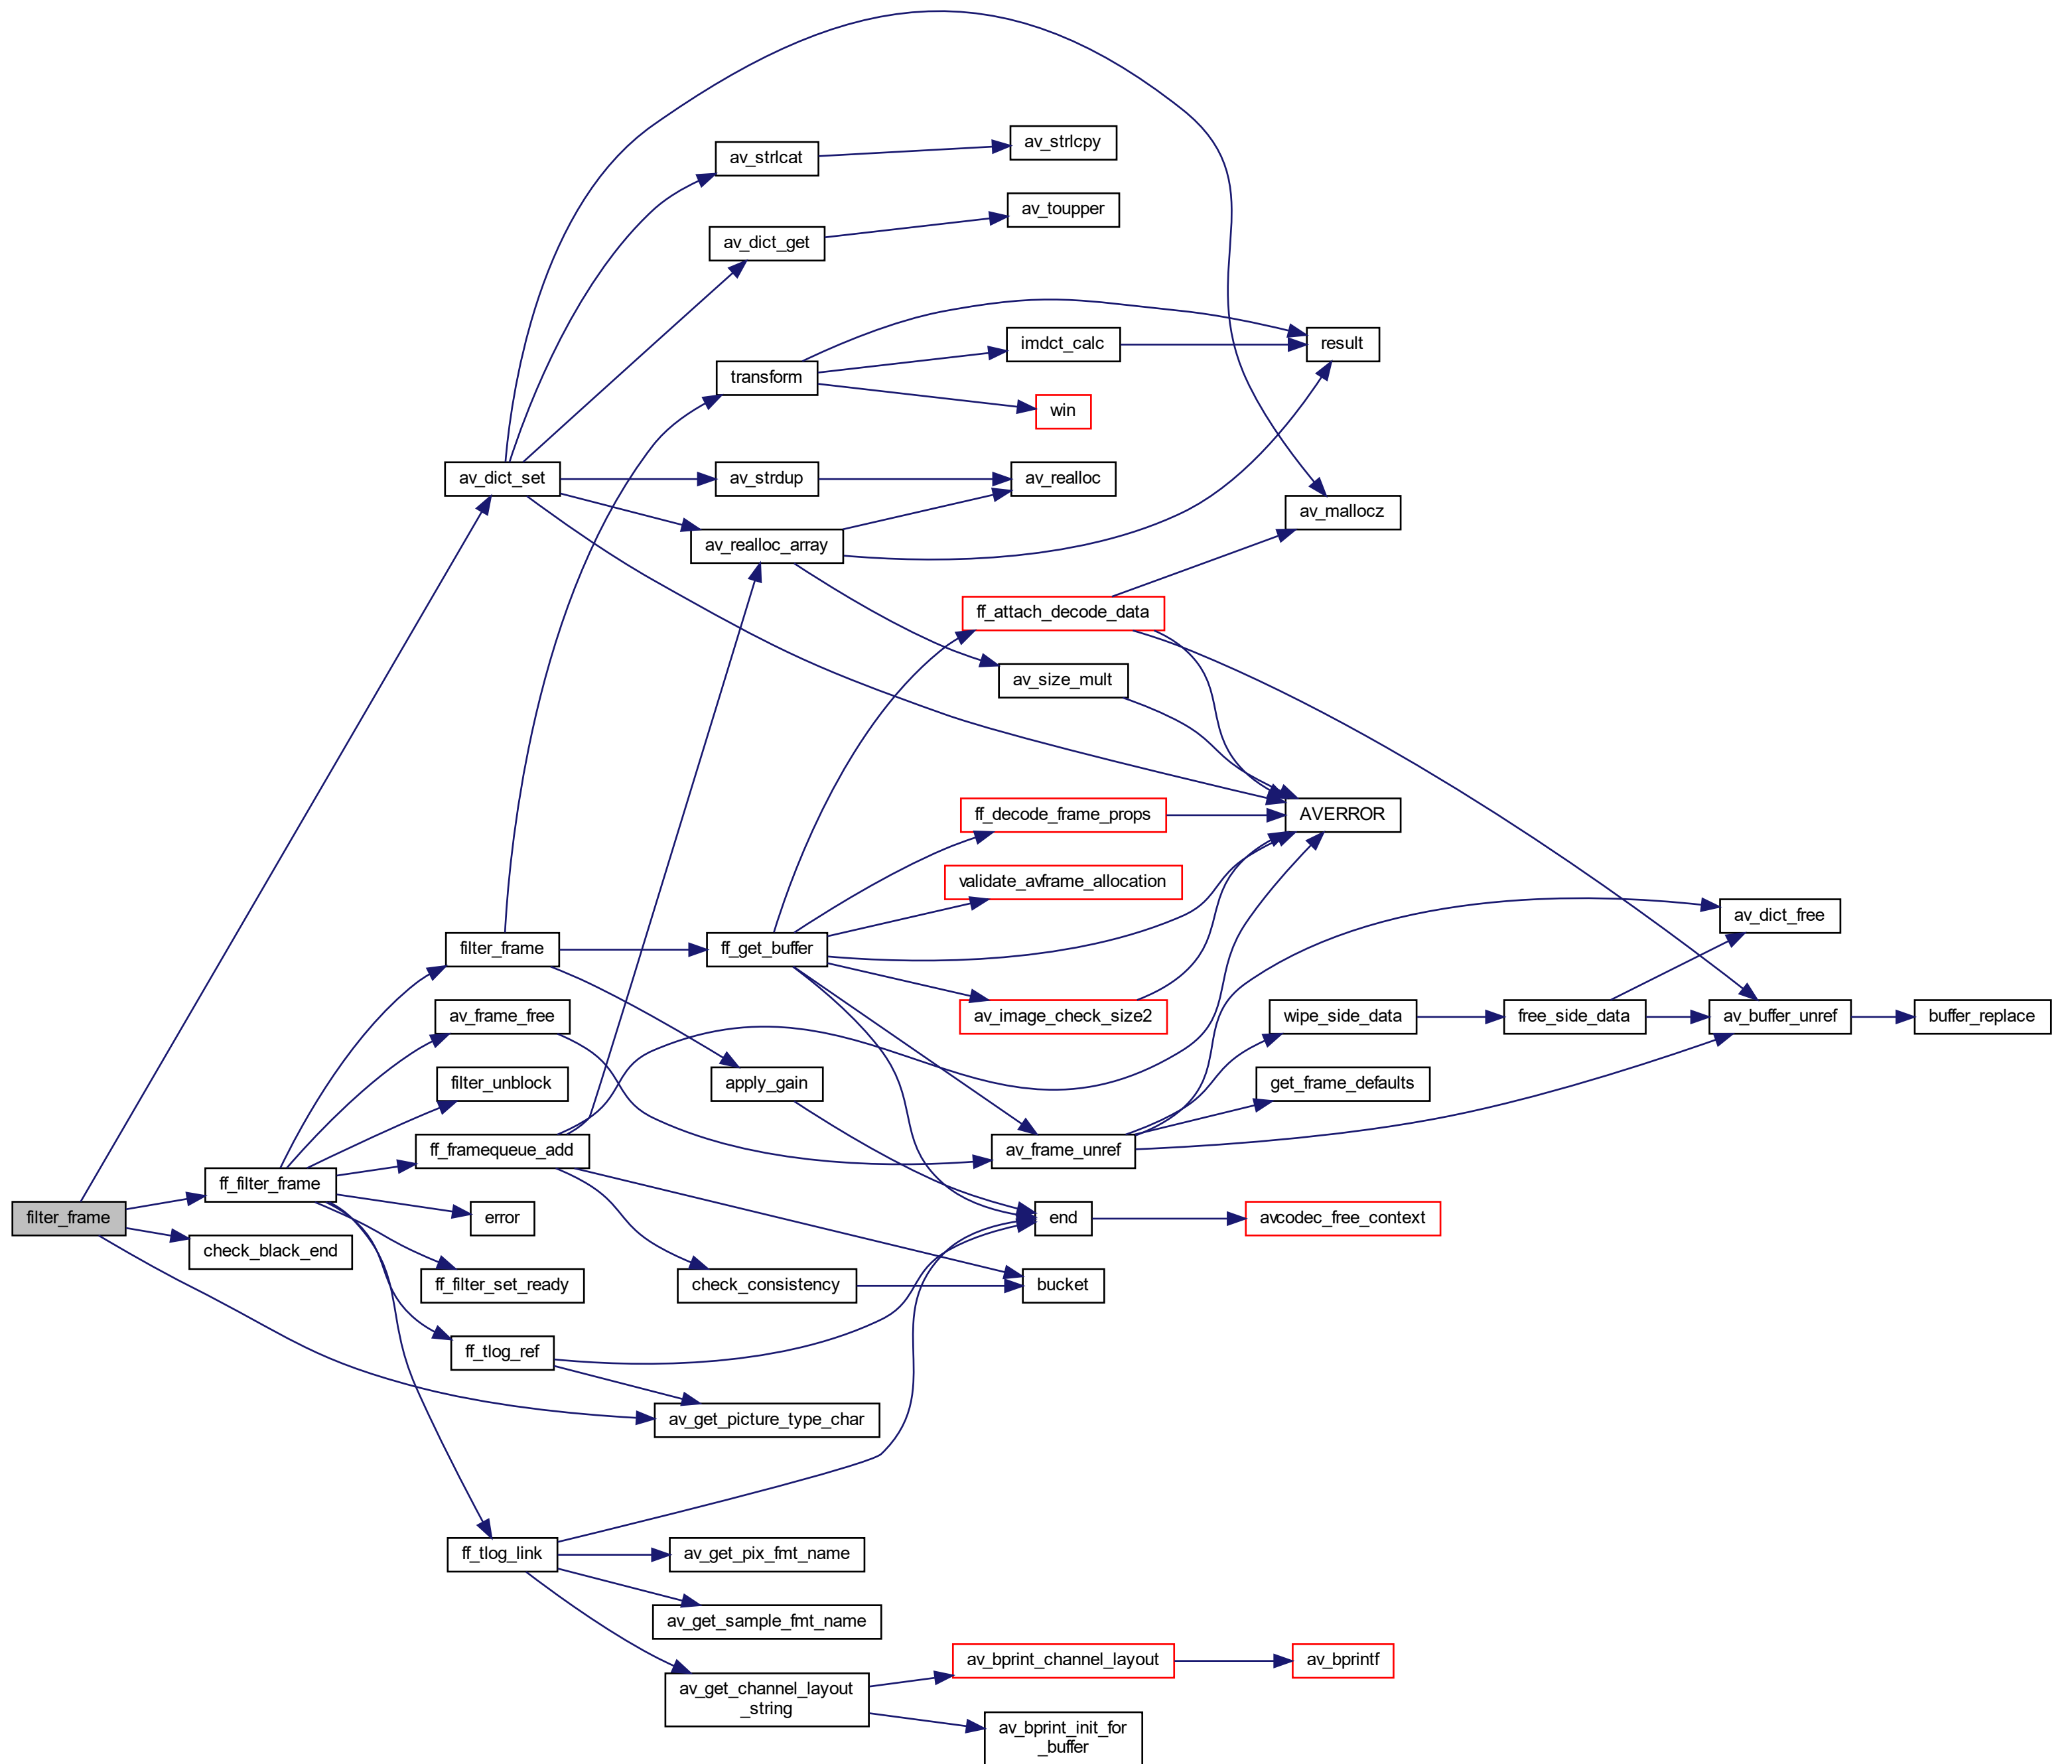 av_strlcpy
av_strlcat
av_toupper
av_dict_get
result
imdct_calc
transform
win
av_dict_set
av_strdup
av_realloc
av_mallocz
av_realloc_array
ff_attach_decode_data
av_size_mult
ff_decode_frame_props
AVERROR
validate_avframe_allocation
av_dict_free
filter_frame
ff_get_buffer
av_frame_free
av_image_check_size2
wipe_side_data
free_side_data
av_buffer_unref
buffer_replace
filter_unblock
apply_gain
get_frame_defaults
ff_framequeue_add
av_frame_unref
ff_filter_frame
filter_frame
error
end
avcodec_free_context
check_black_end
ff_filter_set_ready
check_consistency
bucket
ff_tlog_ref
av_get_picture_type_char
ff_tlog_link
av_get_pix_fmt_name
av_get_sample_fmt_name
av_bprint_channel_layout
av_bprintf
av_get_channel_layout
_string
av_bprint_init_for
_buffer